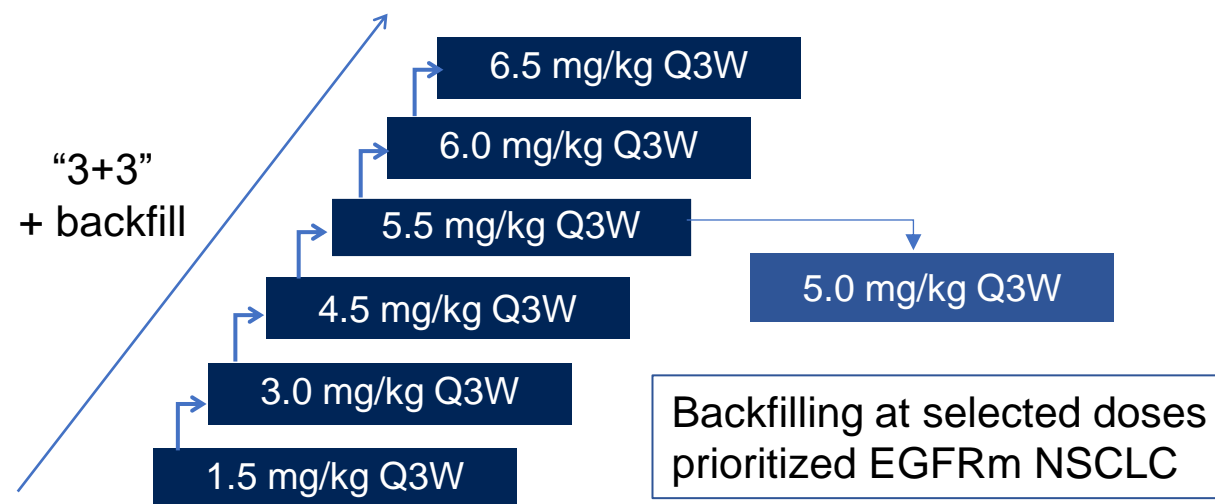 6.5 mg/kg Q3W
6.0 mg/kg Q3W
“3+3”
+ backfill
5.5 mg/kg Q3W
5.0 mg/kg Q3W
4.5 mg/kg Q3W
3.0 mg/kg Q3W
1.5 mg/kg Q3W
Backfilling at selected doses
prioritized EGFRm NSCLC